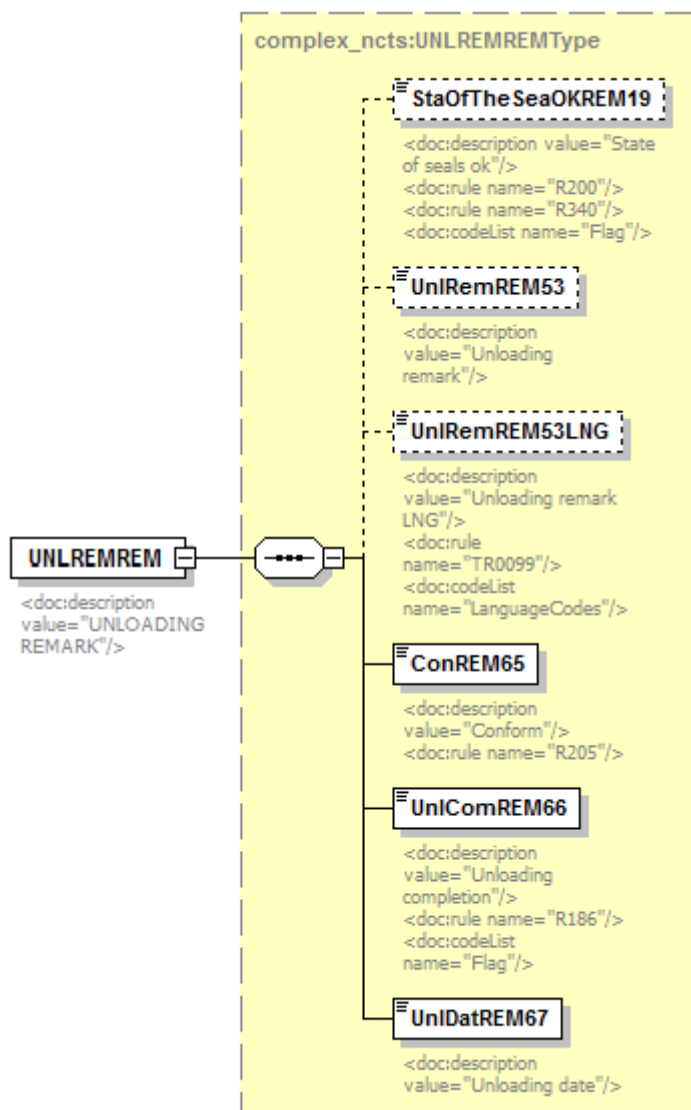 complex_ncts:UNLREMREMType
StaOfTheSeaOKREM19
<doc:description value="State
of seals ok"/>
<doc:rule name="R200"/>
<doc:rule name="R340"/>
<doc:codeList name="Flag"/>
UnlRemREM53
<doc:description
value="Unloading
remark"/>
UnlRemREM53LNG
<doc:description
value="Unloading remark
LNG"/>
<doc:rule
name="TR0099"/>
<doc:codeList
name="LanguageCodes"/>
UNLREMREM
<doc:description
value="UNLOADING
REMARK"/>
ConREM65
<doc:description
value="Conform"/>
<doc:rule name="R205"/>
UnlComREM66
<doc:description
value="Unloading
completion"/>
<doc:rule name="R186"/>
<doc:codeList
name="Flag"/>
UnlDatREM67
<doc:description
value="Unloading date"/>